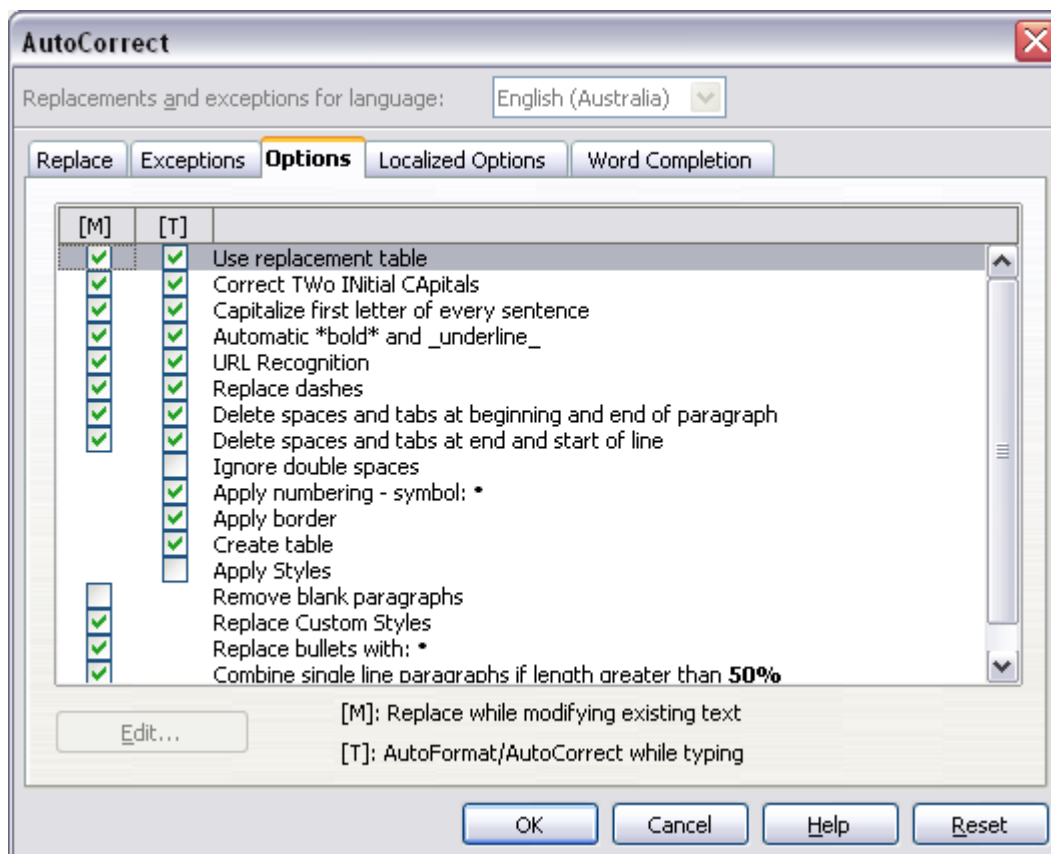 AutoCorrect
Replacements and exceptions for language: English (Australia)
Replace Exceptions Options Localized Options Word Completion
[M] [T]
Use replacement table
Correct TWo INitial CApitals
Capitalize first letter of every sentence
Automatic *bold* and _underline_
URL Recognition
Replace dashes
Delete spaces and tabs at beginning and end of paragraph
Delete spaces and tabs at end and start of line
Ignore double spaces
Apply numbering - symbol: •
Apply border
Create table
Apply Styles
Remove blank paragraphs
Replace Custom Styles
Replace bullets with: •
Combine single line paragraphs if length greater than 50%
Edit... [M]: Replace while modifying existing text
[T]: AutoFormat/AutoCorrect while typing
OK Cancel Help Reset